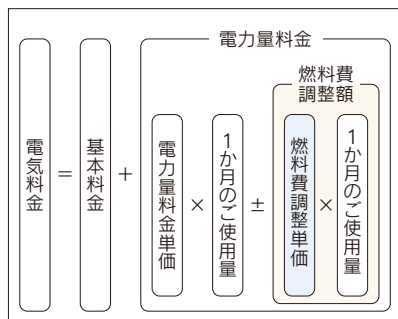 電力量料金
燃料費
調整額
電気料金
=
基本料金
+
電力量料金単価
×
1か月のご使用量
±
燃料費調整単価
×
1か月のご使用量